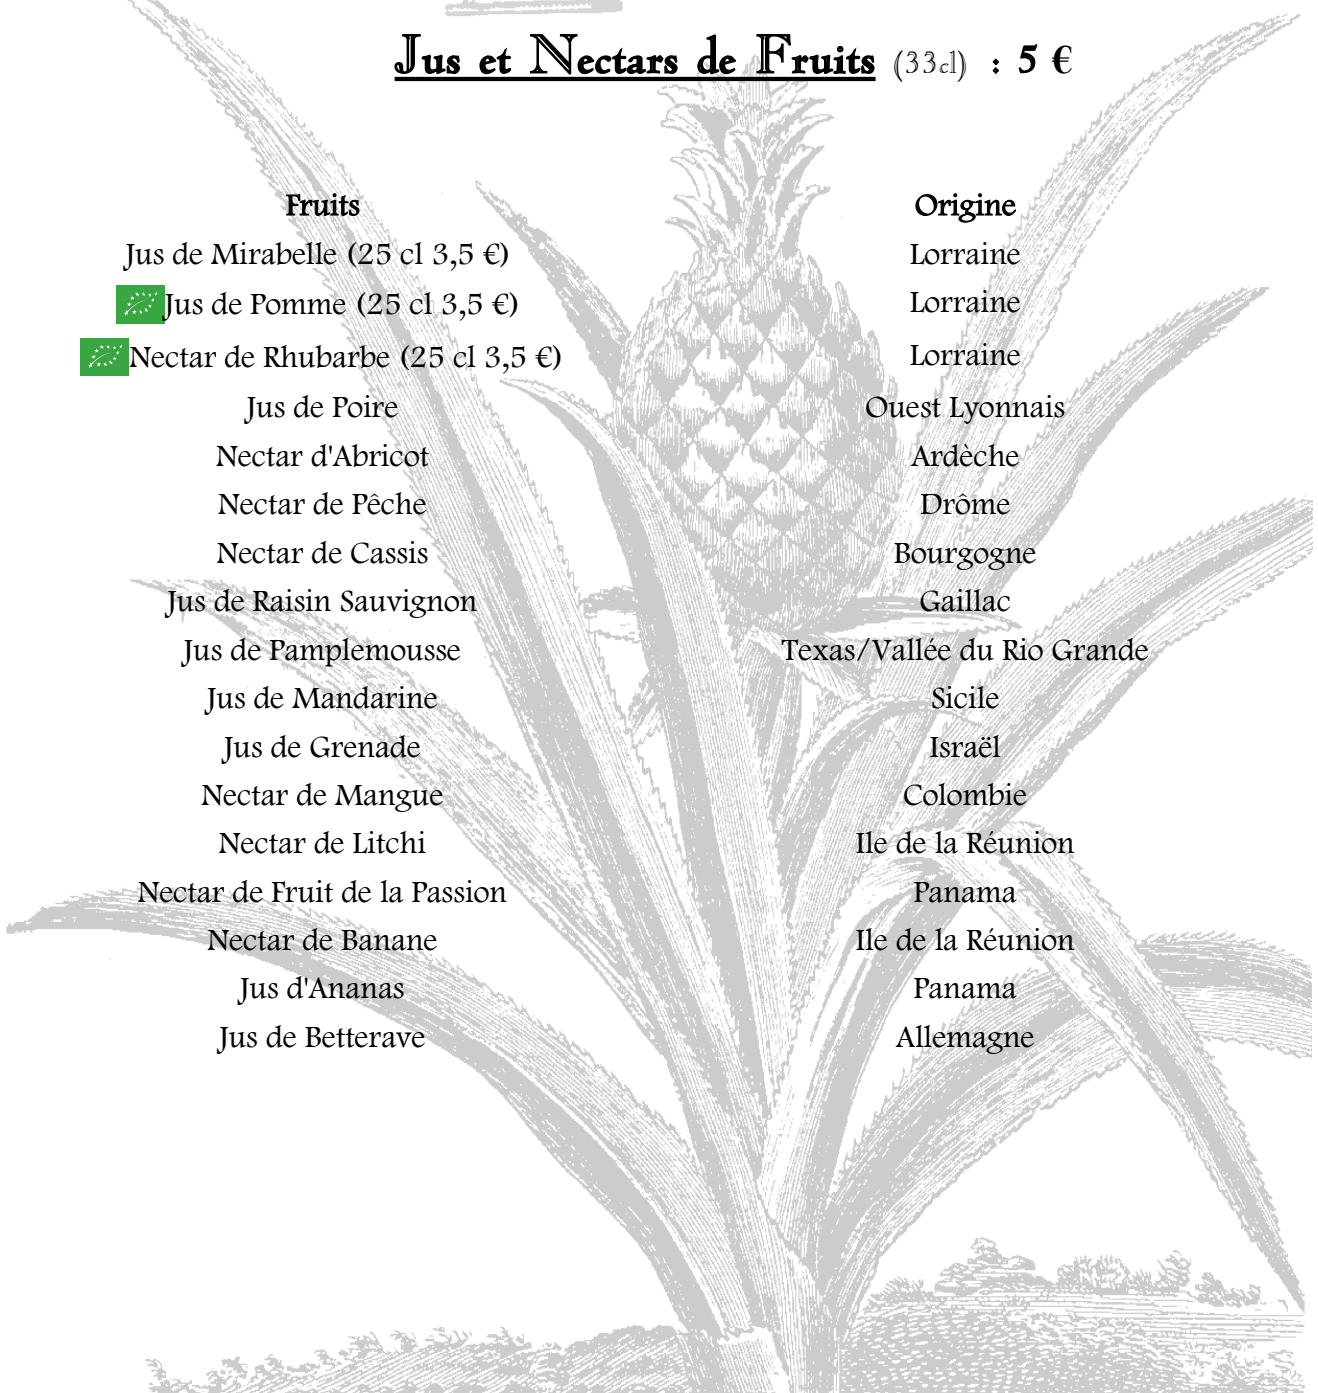 Jus et Nectars de Fruits (33cl) : 5 €
Fruits Origine
Jus de Mirabelle (25 cl 3,5 €) Lorraine
Jus de Pomme (25 cl 3,5 €) Lorraine
Nectar de Rhubarbe (25 cl 3,5 €) Lorraine
Jus de Poire Ouest Lyonnais
Nectar d'Abricot Ardèche
Nectar de Pêche Drôme
Nectar de Cassis Bourgogne
Jus de Raisin Sauvignon Gaillac
Jus de Pamplemousse Texas/Vallée du Rio Grande
Jus de Mandarine Sicile
Jus de Grenade Israël
Nectar de Mangue Colombie
Nectar de Litchi Ile de la Réunion
Nectar de Fruit de la Passion Panama
Nectar de Banane Ile de la Réunion
Jus d'Ananas Panama
Jus de Betterave Allemagne